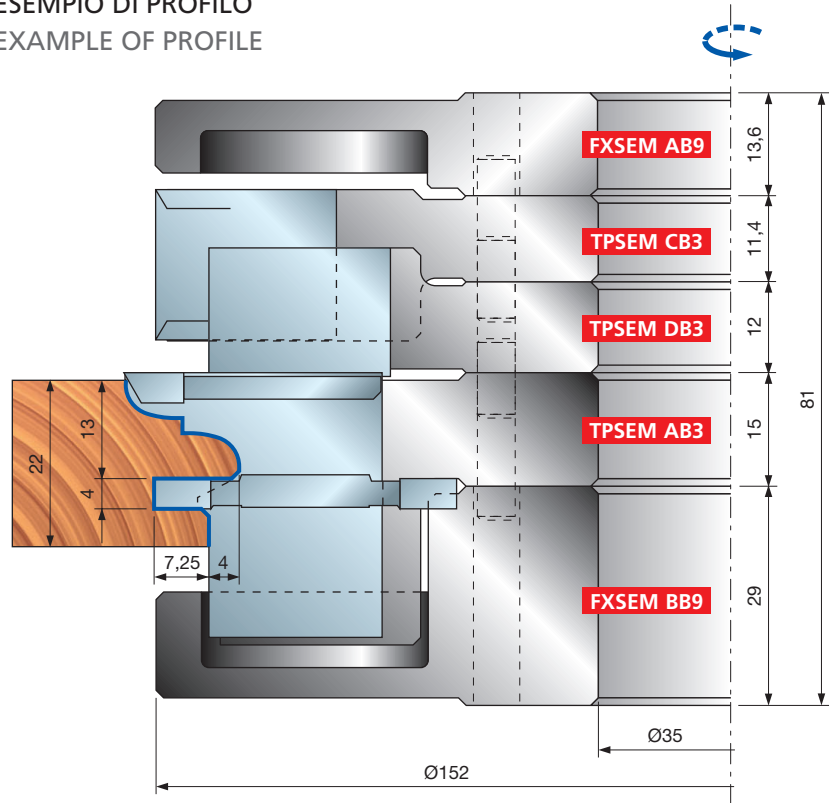 ESEMPIO DI PROFILO
EXAMPLE OF PROFILE
FXSEM AB9
13,6
TPSEM CB3
11,4
TPSEM DB3
12
81
TPSEM AB3
15
22
13
4
7,25
4
FXSEM BB9
29
Ø35
Ø152